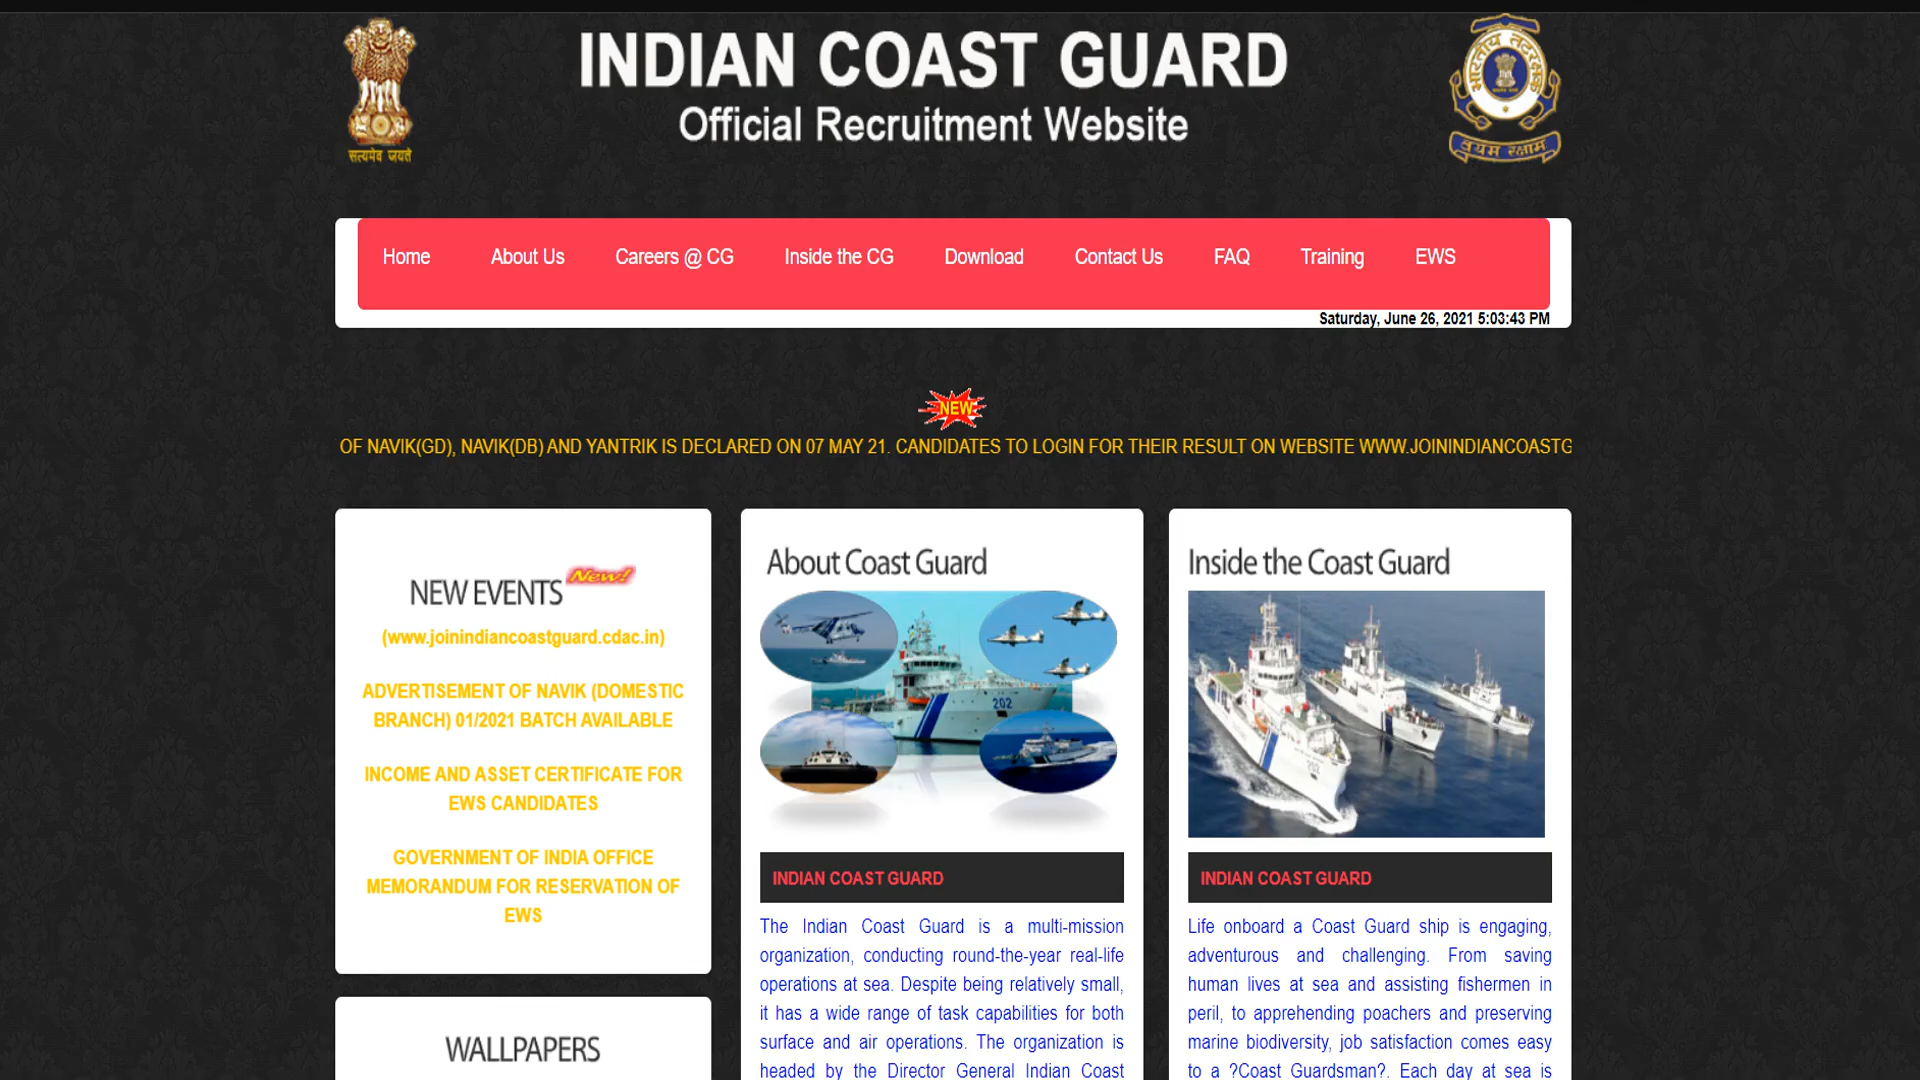 INDIAN COAST GUARD
Official Recruitment Website
सत्यमेव जयते
भारतीय तटरक्षक
वयम रक्षाम
Home About Us Careers @ CG Inside the CG Download Contact Us FAQ Training EWS
Saturday, June 26, 2021 5:03:43 PM
NEW
OF NAVIK(GD), NAVIK(DB) AND YANTRIK IS DECLARED ON 07 MAY 21. CANDIDATES TO LOGIN FOR THEIR RESULT ON WEBSITE WWW.JOININDIANCOASTG
NEW EVENTS New!
(www.joinindiancoastguard.cdac.in)
ADVERTISEMENT OF NAVIK (DOMESTIC
BRANCH) 01/2021 BATCH AVAILABLE
INCOME AND ASSET CERTIFICATE FOR
EWS CANDIDATES
GOVERNMENT OF INDIA OFFICE
MEMORANDUM FOR RESERVATION OF
EWS
WALLPAPERS
About Coast Guard
202
INDIAN COAST GUARD
The Indian Coast Guard is a multi-mission
organization, conducting round-the-year real-life
operations at sea. Despite being relatively small,
it has a wide range of task capabilities for both
surface and air operations. The organization is
headed by the Director General Indian Coast
Inside the Coast Guard
202
INDIAN COAST GUARD
Life onboard a Coast Guard ship is engaging,
adventurous and challenging. From saving
human lives at sea and assisting fishermen in
peril, to apprehending poachers and preserving
marine biodiversity, job satisfaction comes easy
to a ?Coast Guardsman?. Each day at sea is